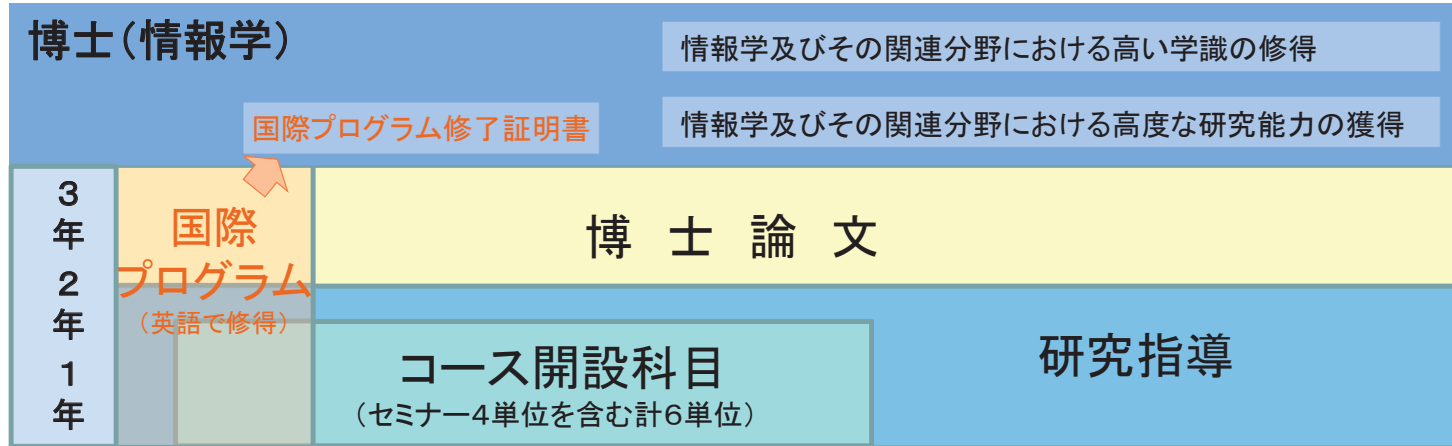 博士（情報学）
情報学及びその関連分野における高い学識の修得
国際プログラム修了証明書
情報学及びその関連分野における高度な研究能力の獲得
３年
２年
１年
国際
プログラム
（英語で修得）
博士論文
コース開設科目
（セミナー４単位を含む計６単位）
研究指導